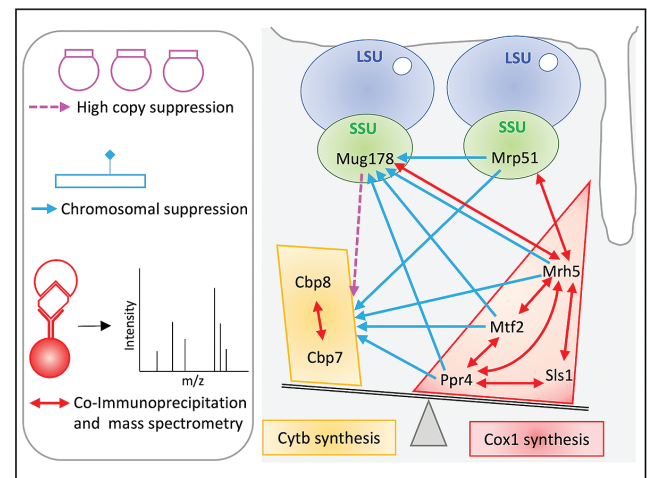 High copy suppression
Chromosomal suppression
Intensity
m/z
Co-Immunoprecipitation
and mass spectrometry
LSU
LSU
SSU
SSU
Mug178
Mrp51
Mrh5
Cbp8
Mtf2
Cbp7
Ppr4
Sls1
Cytb synthesis
Cox1 synthesis